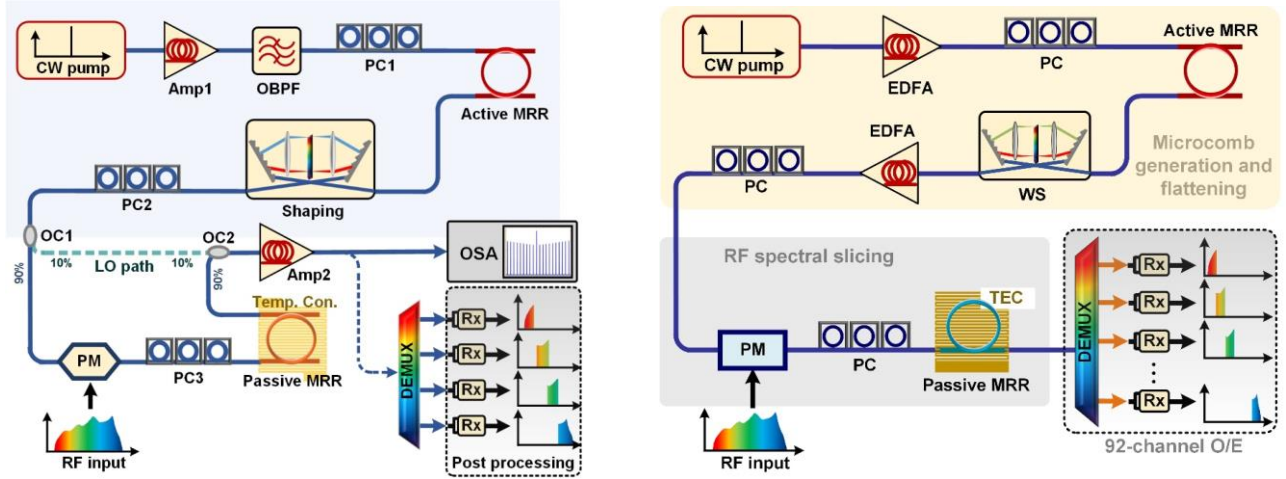 CW pump
Amp1
OBPF
PC1
Active MRR
PC2
Shaping
OC1
OC2
10%
LO path
10%
90%
90%
Amp2
OSA
Temp. Con.
PM
PC3
Passive MRR
RF input
DEMUX
Rx
Rx
Rx
Rx
Post processing
CW pump
EDFA
PC
Active MRR
EDFA
PC
WS
Microcomb
generation and
flattening
RF spectral slicing
TEC
PM
PC
Passive MRR
RF input
DEMUX
Rx
Rx
Rx
Rx
92-channel O/E